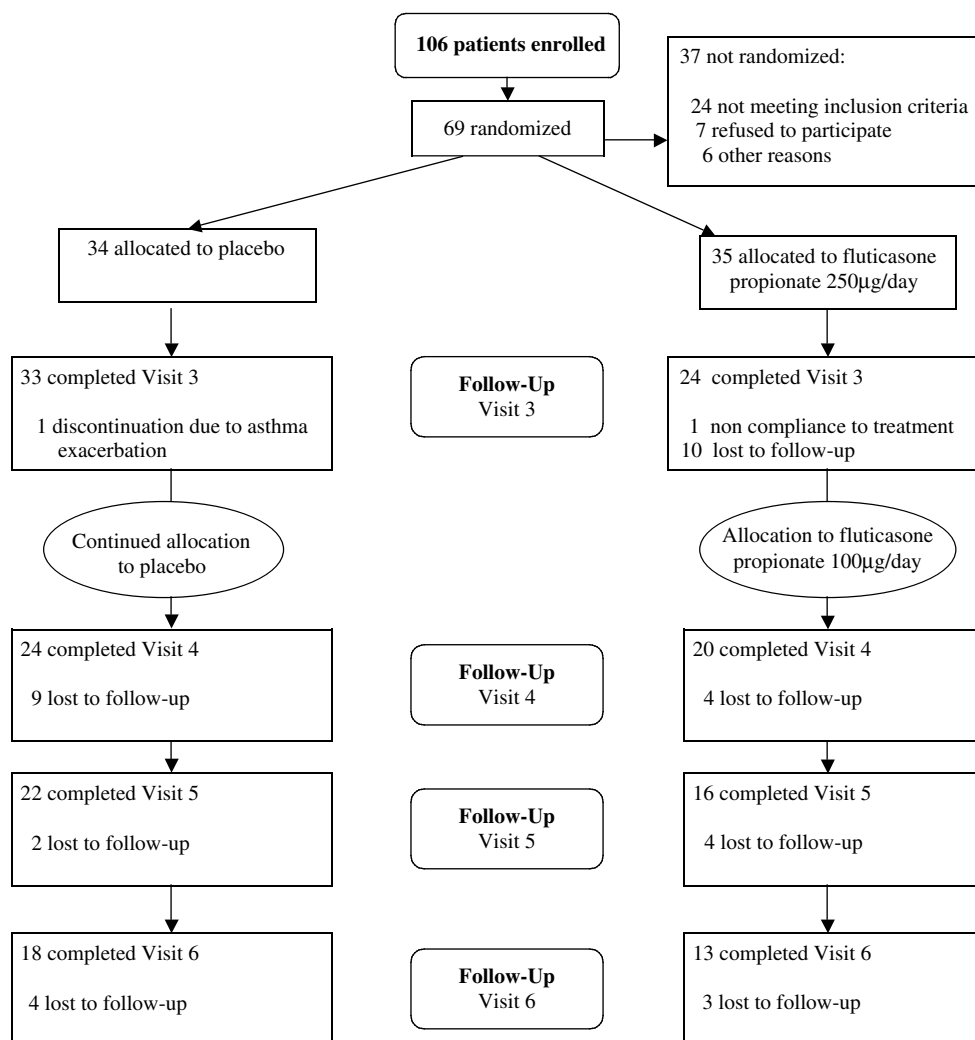 106 patients enrolled
37 not randomized:
24 not meeting inclusion criteria
7 refused to participate
6 other reasons
69 randomized
34 allocated to placebo
35 allocated to fluticasone
propionate 250µg/day
33 completed Visit 3
1 discontinuation due to asthma
exacerbation
Follow-Up
Visit 3
24 completed Visit 3
1 non compliance to treatment
10 lost to follow-up
Continued allocation
to placebo
Allocation to fluticasone
propionate 100µg/day
24 completed Visit 4
9 lost to follow-up
Follow-Up
Visit 4
20 completed Visit 4
4 lost to follow-up
22 completed Visit 5
2 lost to follow-up
Follow-Up
Visit 5
16 completed Visit 5
4 lost to follow-up
18 completed Visit 6
4 lost to follow-up
Follow-Up
Visit 6
13 completed Visit 6
3 lost to follow-up